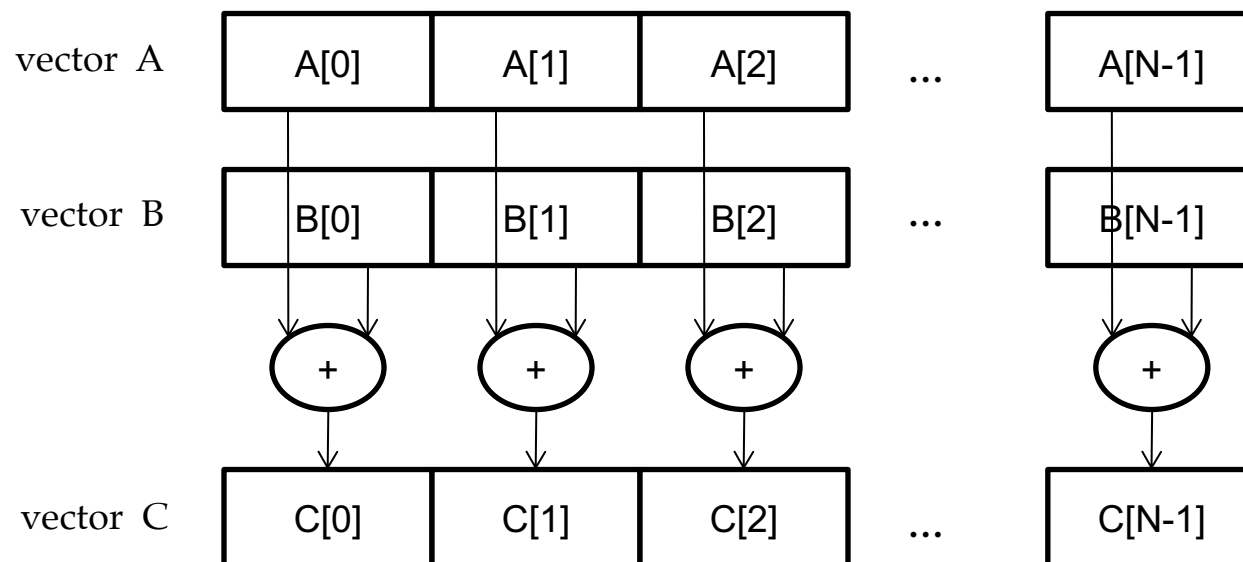 vector A A[0] A[1] A[2] ... A[N-1]
vector B B[0] B[1] B[2] ... B[N-1]
+ + + +
vector C C[0] C[1] C[2] ... C[N-1]